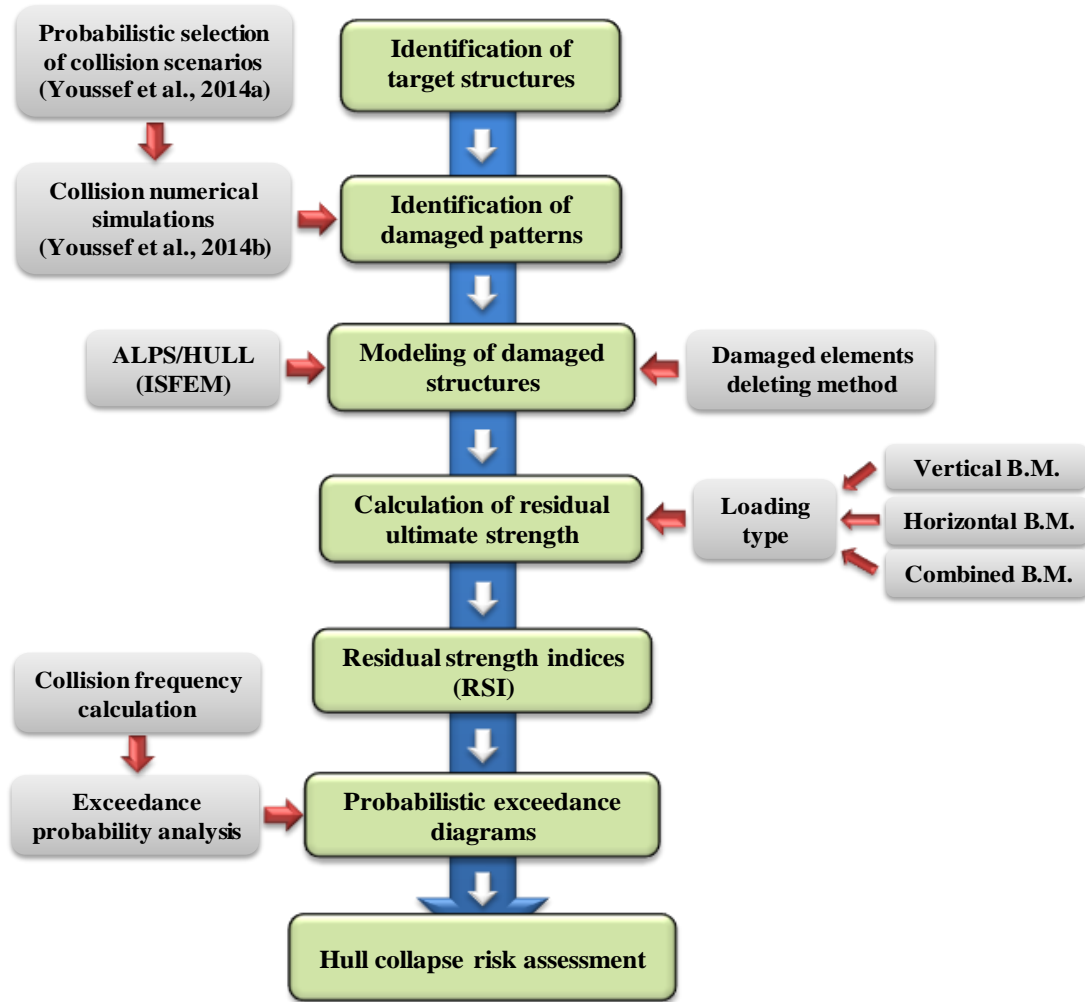 Probabilistic selection
of collision scenarios
(Youssef et al., 2014a)
Identification of
target structures
Collision numerical
simulations
(Youssef et al., 2014b)
Identification of
damaged patterns
ALPS/HULL
(ISFEM)
Modeling of damaged
structures
Damaged elements
deleting method
Calculation of residual
ultimate strength
Loading
type
Vertical B.M.
Horizontal B.M.
Combined B.M.
Residual strength indices
(RSI)
Collision frequency
calculation
Exceedance
probability analysis
Probabilistic exceedance
diagrams
Hull collapse risk assessment